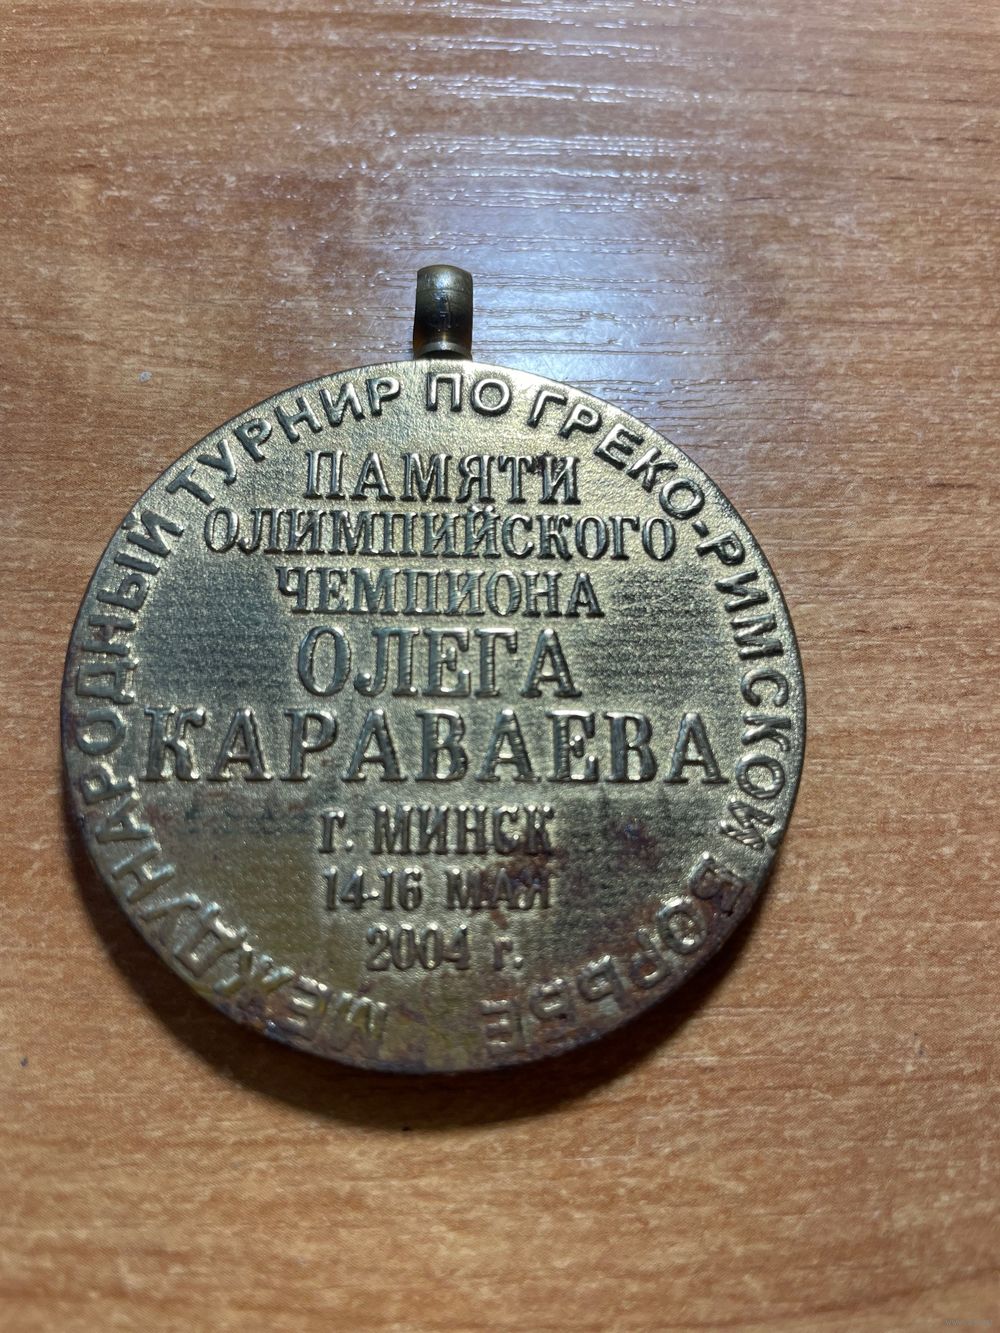 МЕЖДУНАРОДНЫЙ ТУРНИР ПО ГРЕКО-РИМСКОЙ БОРЬБЕ
ПАМЯТИ
ОЛИМПИЙСКОГО
ЧЕМПИОНА
ОЛЕГА
КАРАВАЕВА
Г. МИНСК
14-16 МАЯ
2004 г.